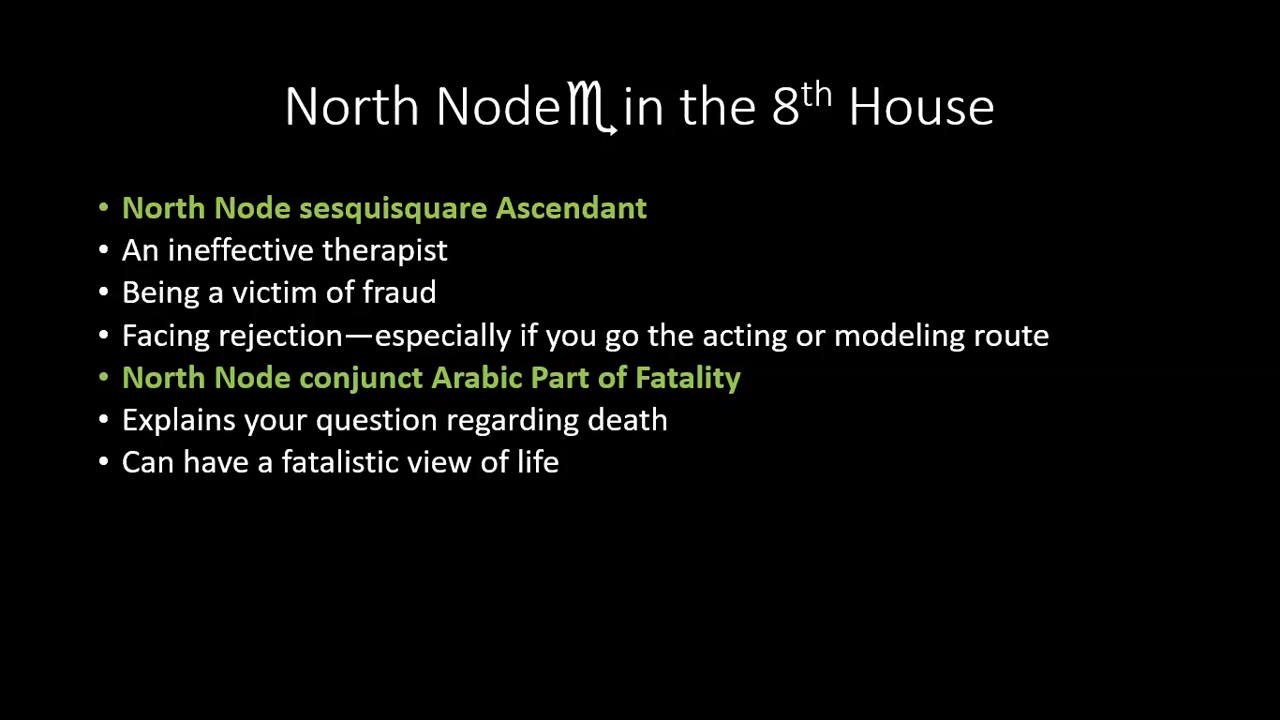 North Node♏in the 8th House
• North Node sesquisquare Ascendant
• An ineffective therapist
• Being a victim of fraud
• Facing rejection—especially if you go the acting or modeling route
• North Node conjunct Arabic Part of Fatality
• Explains your question regarding death
• Can have a fatalistic view of life